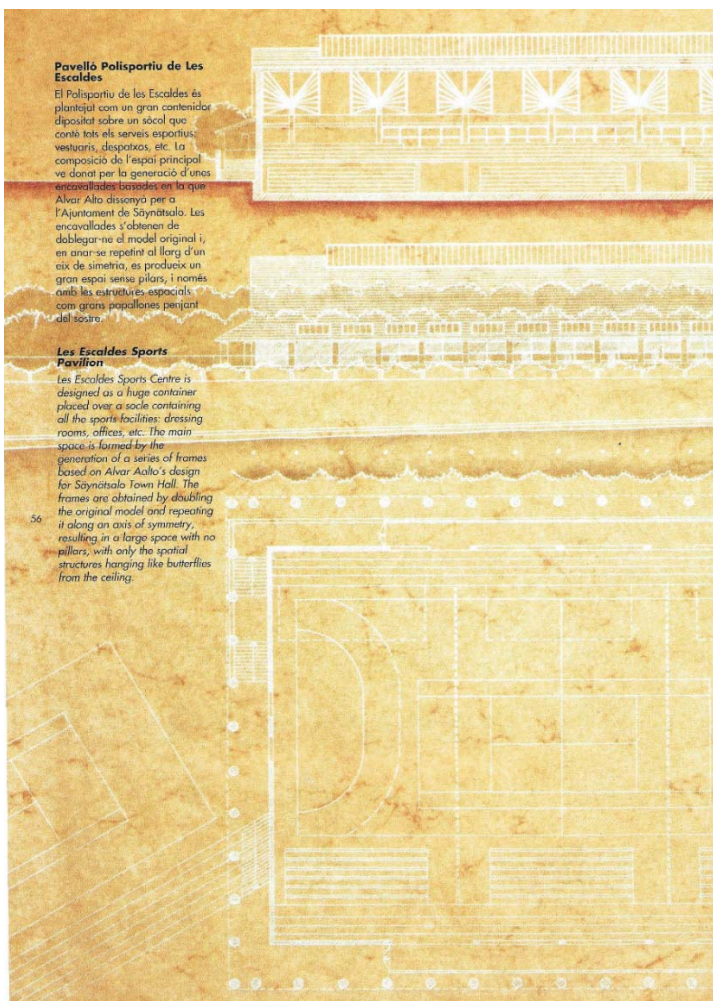 Pavelló Polisportiu de Les
Escaldes
El Polisportiu de les Escaldes és
plantejat com un gran contenidor
dipositat sobre un sòcol que
conté tots els serveis esportius:
vestuaris, despatxos, etc. La
composició de l'espai principal
ve donat per la generació d'unes
encavallades basades en la que
Alvar Alto dissenyà per a
l'Ajuntament de Säynätsalo. Les
encavallades s'obtenen de
doblegar-ne el model original i,
en anar-se repetint al llarg d'un
eix de simetria, es produeix un
gran espai sense pilars, i només
amb les estructures espacials
com grans papallones penjant
del sostre.
Les Escaldes Sports
Pavilion
Les Escaldes Sports Centre is
designed as a huge container
placed over a socle containing
all the sports facilities: dressing
rooms, offices, etc. The main
space is formed by the
generation of a series of frames
based on Alvar Aalto's design
for Säynätsalo Town Hall. The
frames are obtained by doubling
the original model and repeating
it along an axis of symmetry,
resulting in a large space with no
pillars, with only the spatial
structures hanging like butterflies
from the ceiling.
56